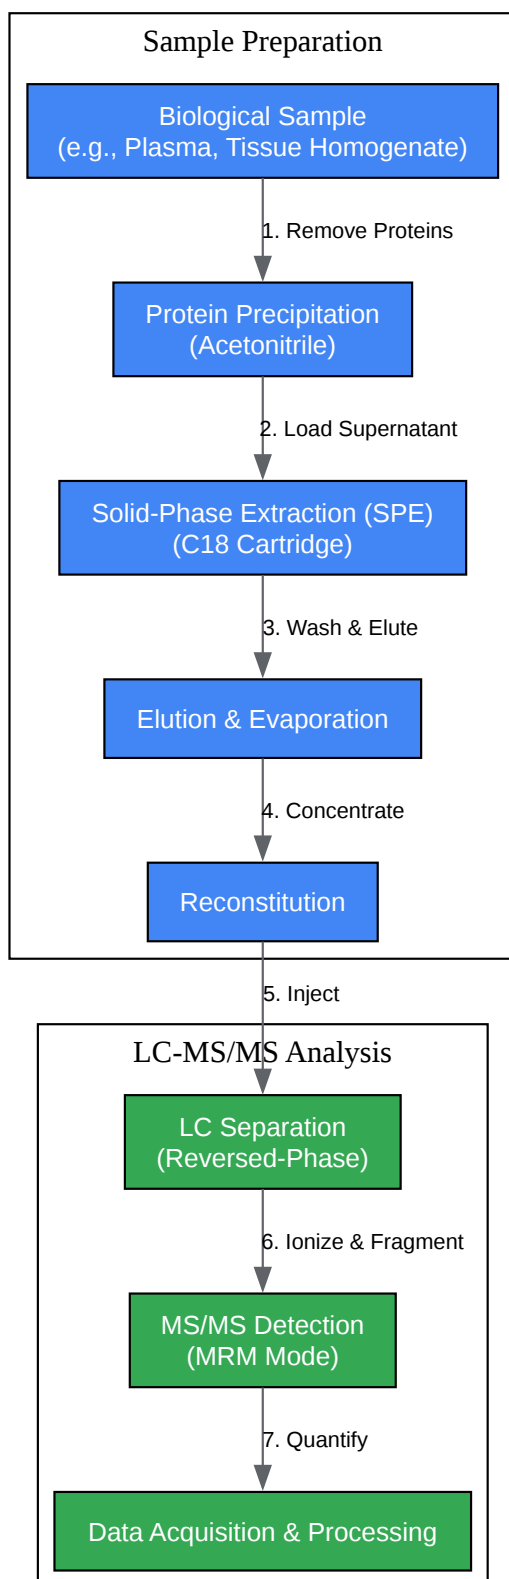 Sample Preparation
Biological Sample
(e.g., Plasma, Tissue Homogenate)
1. Remove Proteins
Protein Precipitation
(Acetonitrile)
2. Load Supernatant
Solid-Phase Extraction (SPE)
(C18 Cartridge)
3. Wash & Elute
Elution & Evaporation
4. Concentrate
Reconstitution
5. Inject
LC-MS/MS Analysis
LC Separation
(Reversed-Phase)
6. Ionize & Fragment
MS/MS Detection
(MRM Mode)
7. Quantify
Data Acquisition & Processing